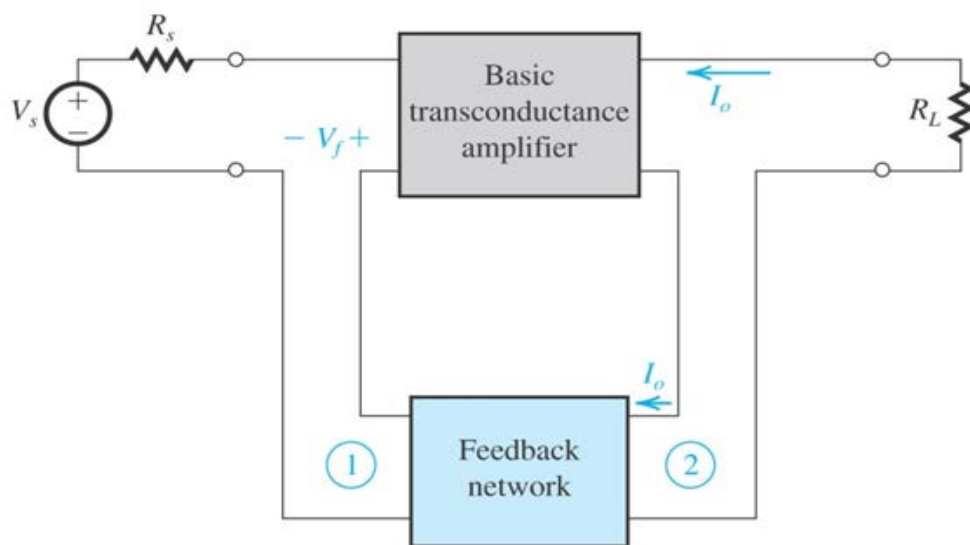 R_s
V_s
+
−
− V_f +
Basic
transconductance
amplifier
I_o
R_L
I_o
1
Feedback
network
2